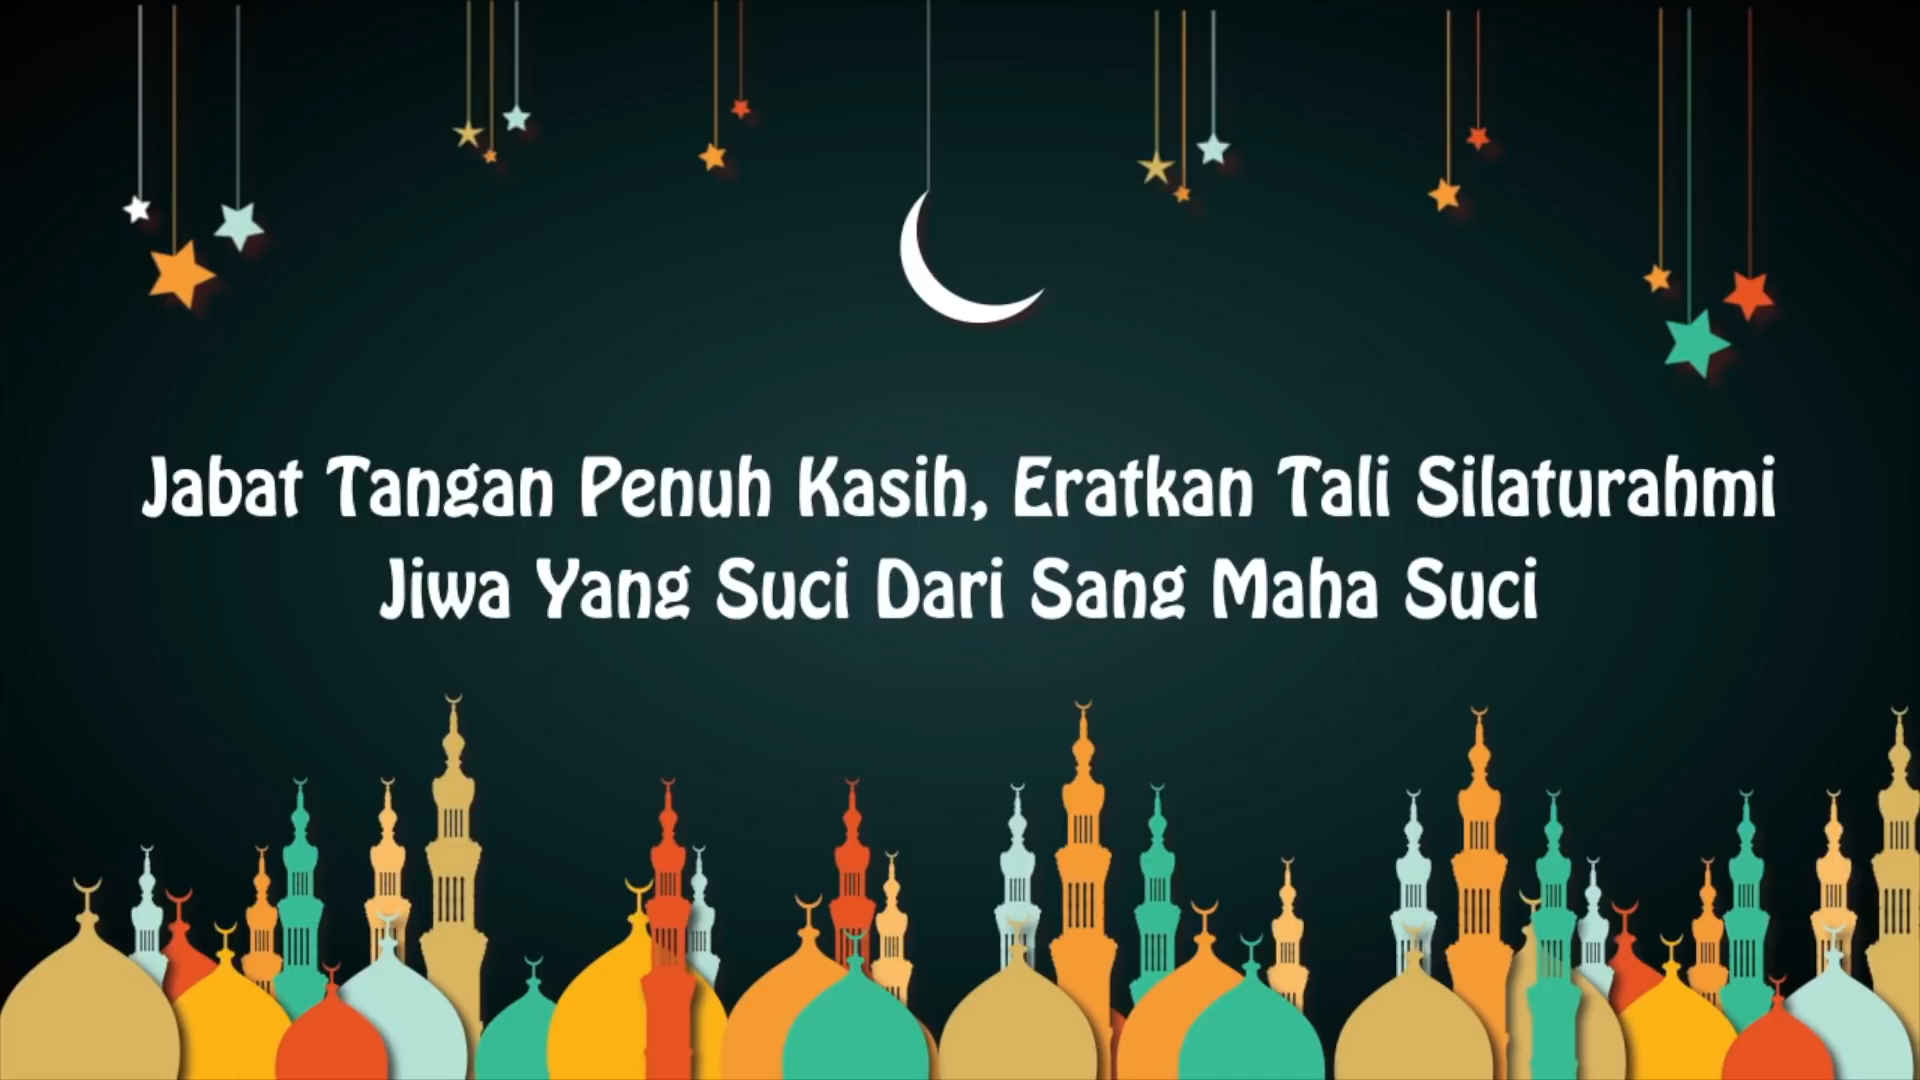 Jabat Tangan Penuh Kasih, Eratkan Tali Silaturahmi
Jiwa Yang Suci Dari Sang Maha Suci